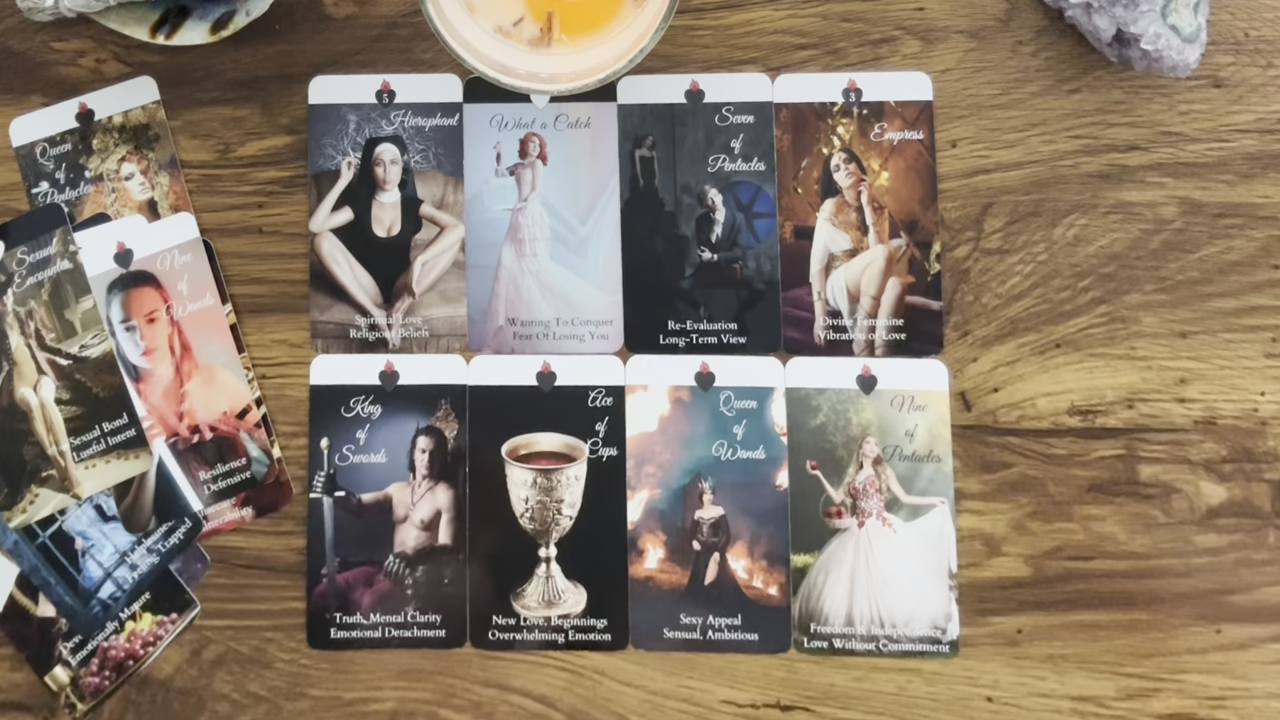 5
Hierophant
Spiritual Love
Religious Beliefs
What a Catch
Wanting To Conquer
Fear Of Losing You
Seven
of
Pentacles
Re-Evaluation
Long-Term View
3
Empress
Divine Feminine
Vibration of Love
King
of
Swords
Truth, Mental Clarity
Emotional Detachment
Ace
of
Cups
New Love, Beginnings
Overwhelming Emotion
Queen
of
Wands
Sexy Appeal
Sensual, Ambitious
Nine
of
Pentacles
Freedom & Independence
Love Without Commitment
Queen
of
Pentacles
Sexual
Encounter
Sexual Bond
Lustful Intent
Nine
of
Wands
Resilience
Defensive
Trapped
Emotionally Mature